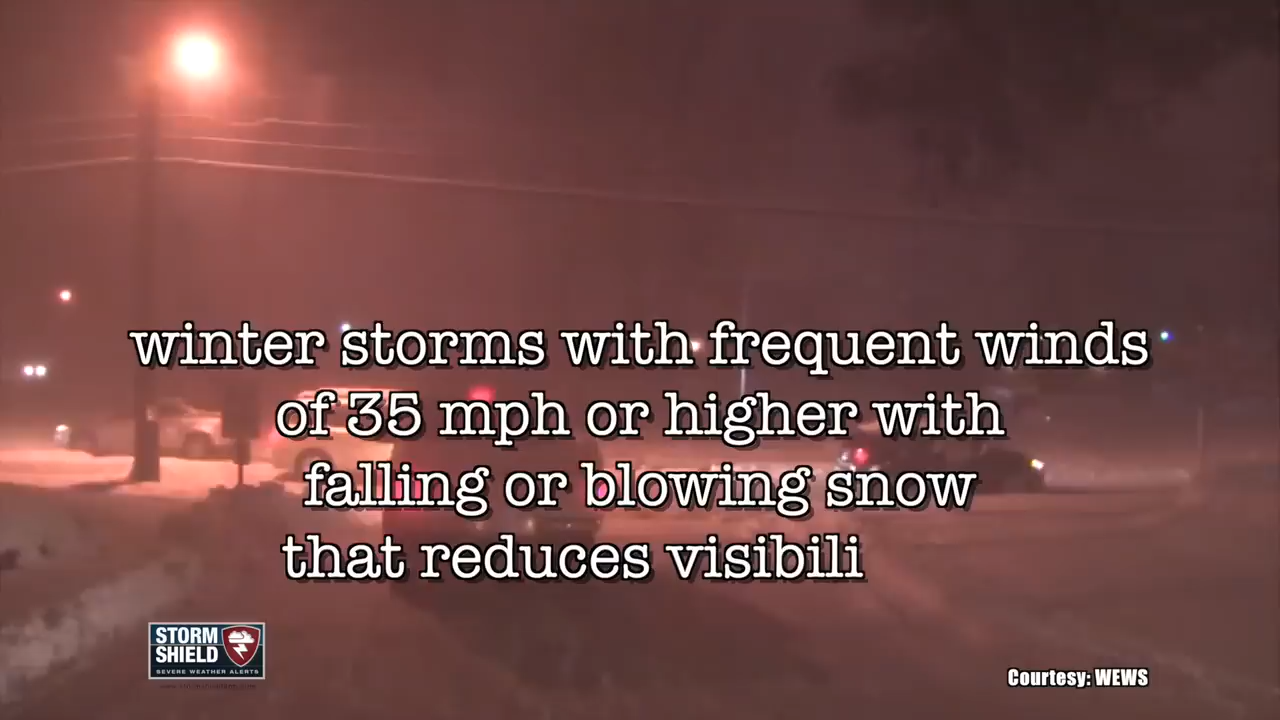 winter storms with frequent winds
of 35 mph or higher with
falling or blowing snow
that reduces visibili
STORM
SHIELD
SEVERE WEATHER ALERTS
Courtesy: WEWS